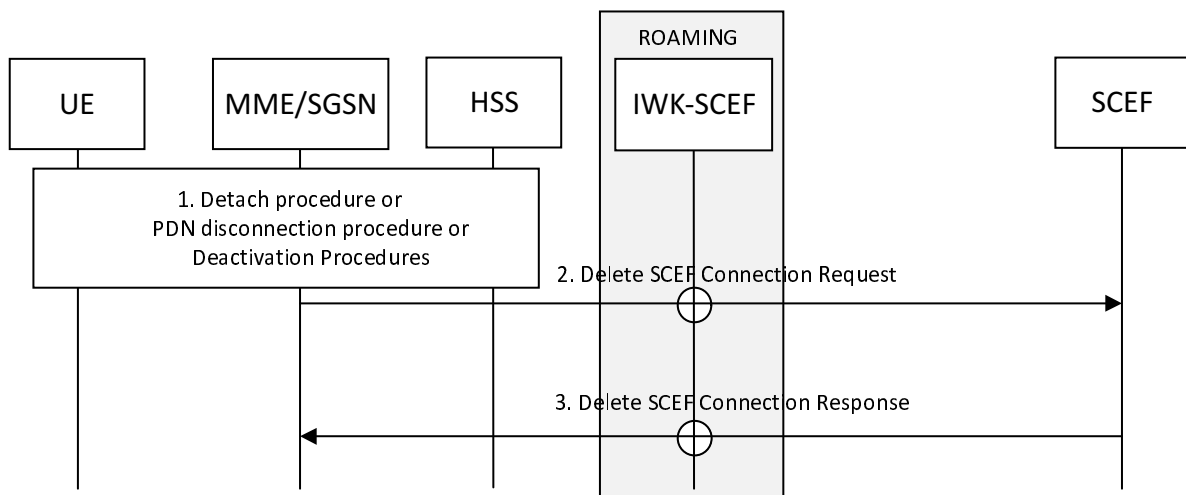 ROAMING
UE
MME/SGSN
HSS
IWK-SCEF
SCEF
1. Detach procedure or
PDN disconnection procedure or
Deactivation Procedures
2. Delete SCEF Connection Request
3. Delete SCEF Connection Response